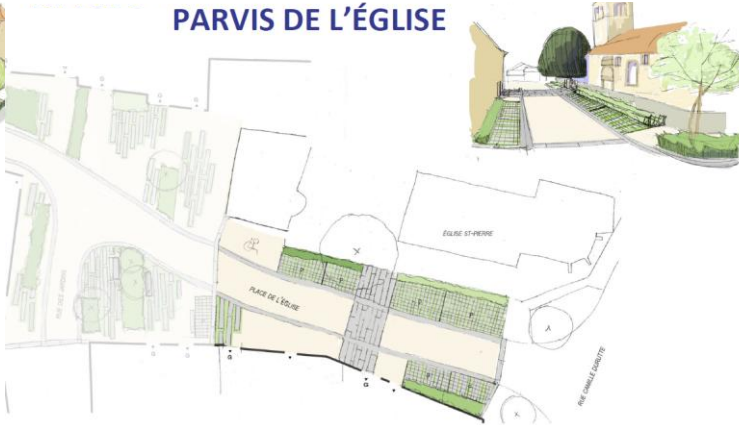 PARVIS DE L'ÉGLISE
ÉGLISE ST-PIERRE
PLACE DE L'ÉGLISE
P
P
P
P
P
P
G
G
G
G
G
RUE CAMILLE DURUTTE